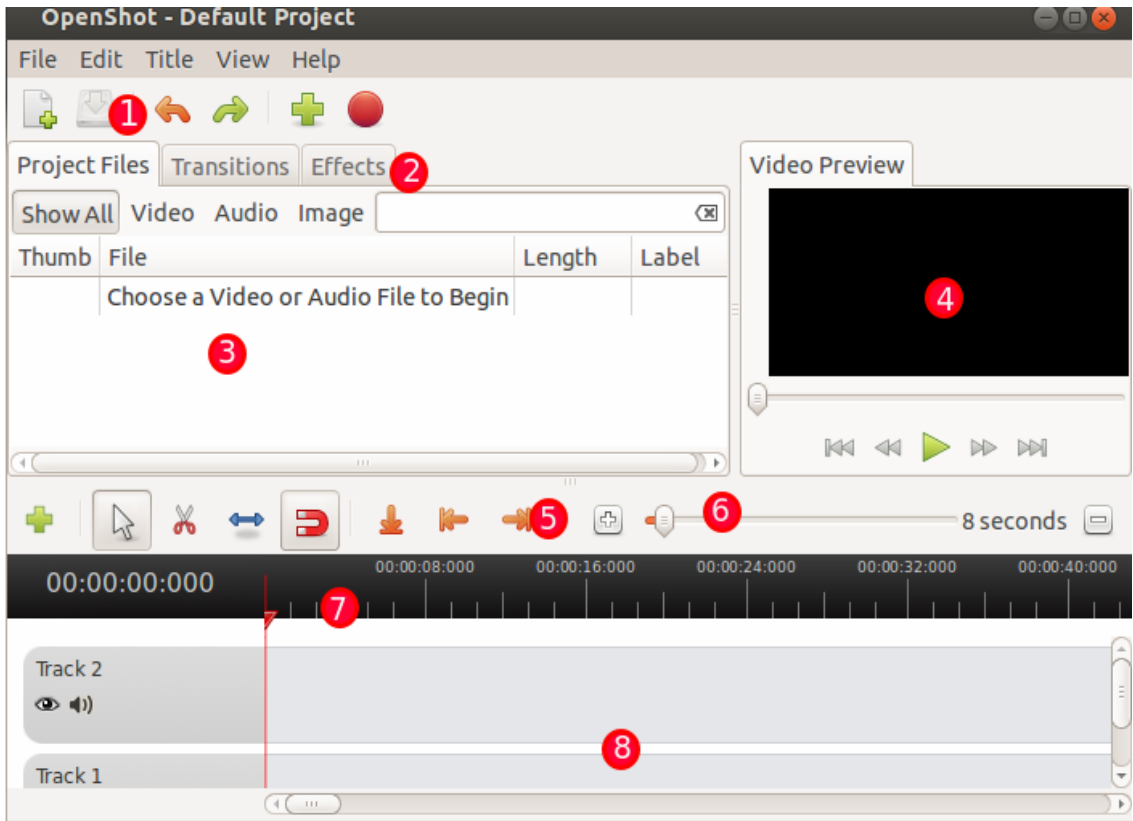 OpenShot - Default Project
File Edit Title View Help
1
Project Files Transitions Effects 2
Video Preview
Show All Video Audio Image
Thumb File Length Label
Choose a Video or Audio File to Begin
3
4
5
6
8 seconds
00:00:00:000
00:00:08:000 00:00:16:000 00:00:24:000 00:00:32:000 00:00:40:000
7
Track 2
8
Track 1